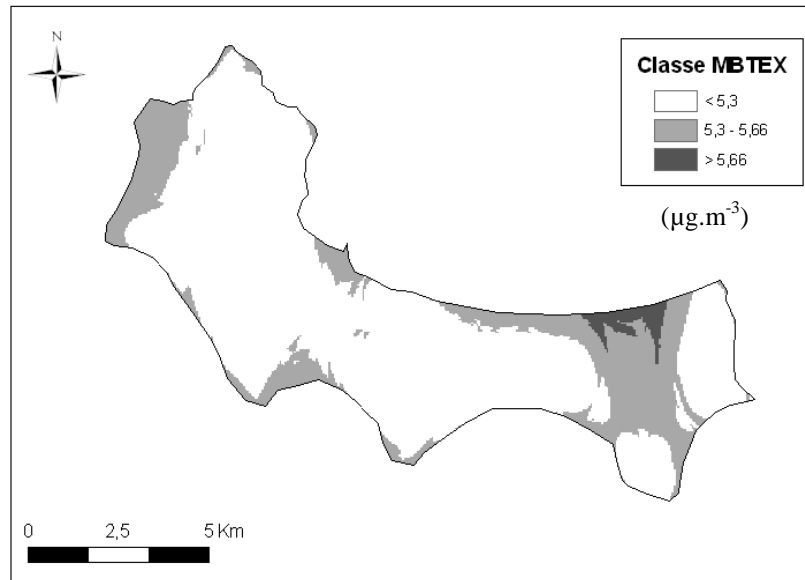 N
Classe MBTEX
< 5,3
5,3 - 5,66
> 5,66
(µg.m-3)
0 2,5 5 Km